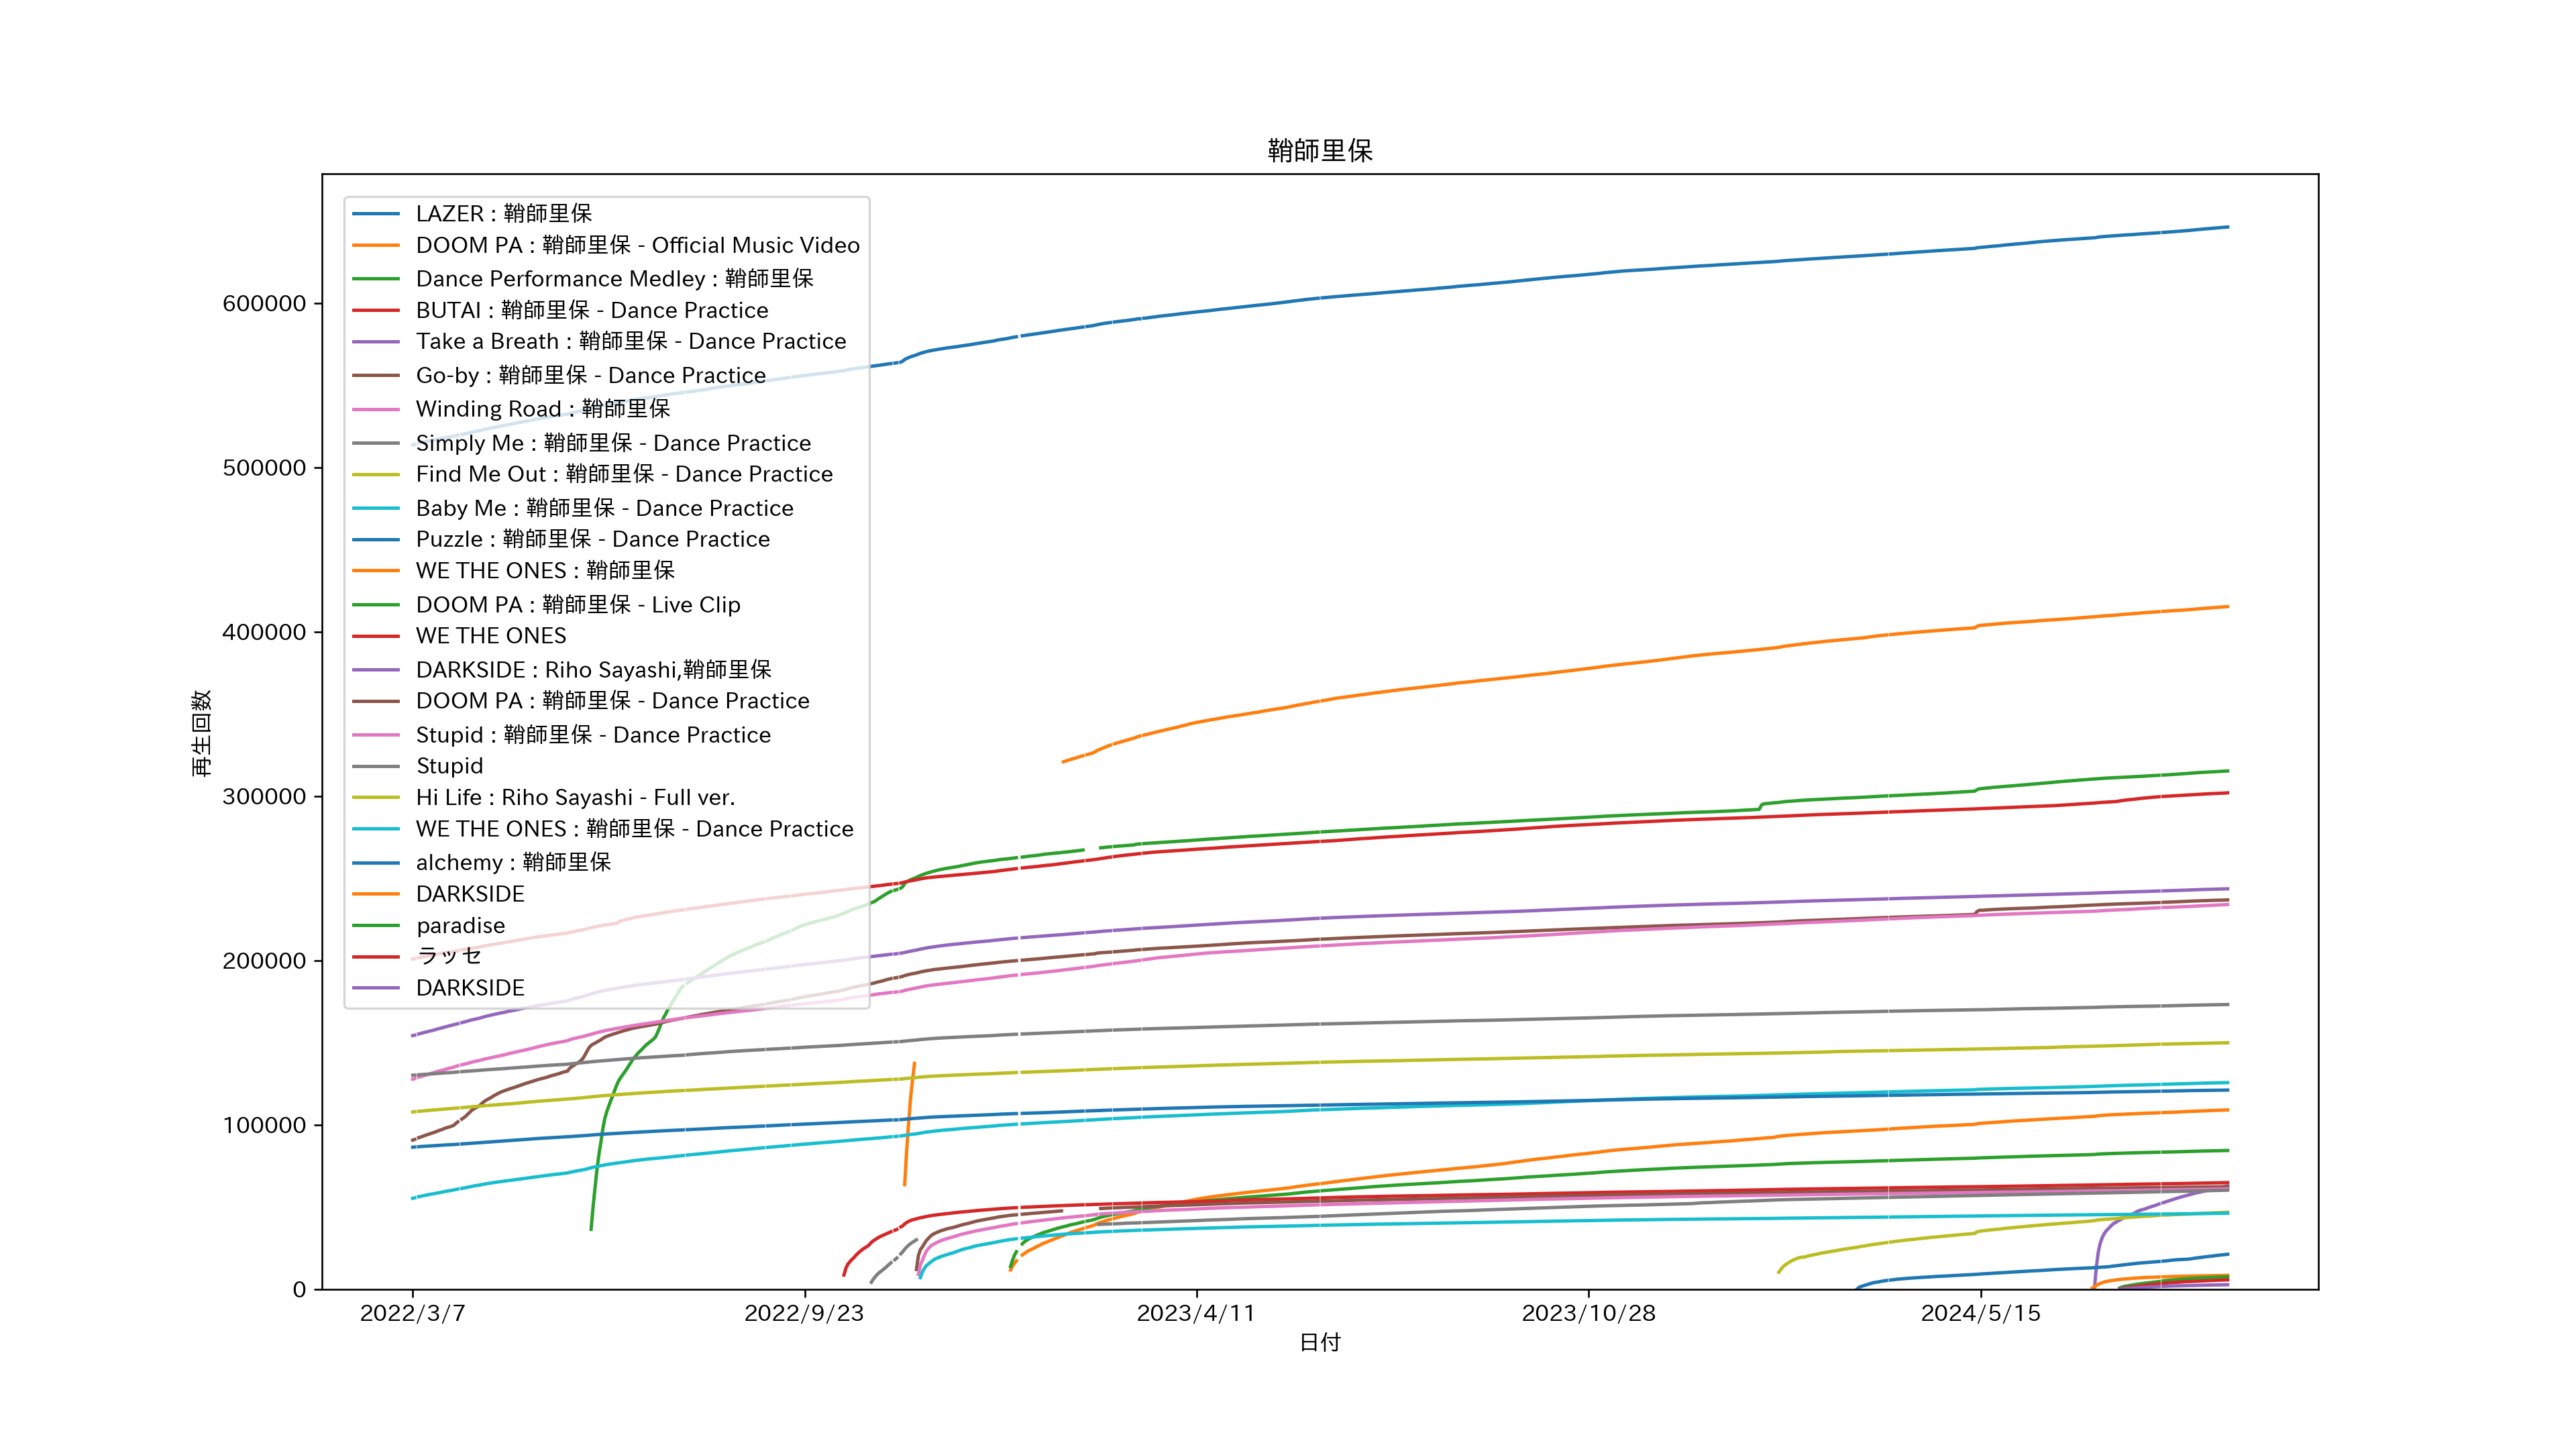 鞘師里保
LAZER : 鞘師里保
DOOM PA : 鞘師里保 - Official Music Video
Dance Performance Medley : 鞘師里保
BUTAI : 鞘師里保 - Dance Practice
Take a Breath : 鞘師里保 - Dance Practice
Go-by : 鞘師里保 - Dance Practice
Winding Road : 鞘師里保
Simply Me : 鞘師里保 - Dance Practice
Find Me Out : 鞘師里保 - Dance Practice
Baby Me : 鞘師里保 - Dance Practice
Puzzle : 鞘師里保 - Dance Practice
WE THE ONES : 鞘師里保
DOOM PA : 鞘師里保 - Live Clip
WE THE ONES
DARKSIDE : Riho Sayashi,鞘師里保
DOOM PA : 鞘師里保 - Dance Practice
Stupid : 鞘師里保 - Dance Practice
Stupid
Hi Life : Riho Sayashi - Full ver.
WE THE ONES : 鞘師里保 - Dance Practice
alchemy : 鞘師里保
DARKSIDE
paradise
ラッセ
DARKSIDE
600000
500000
400000
300000
200000
100000
0
再生回数
2022/3/7
2022/9/23
2023/4/11
2023/10/28
2024/5/15
日付